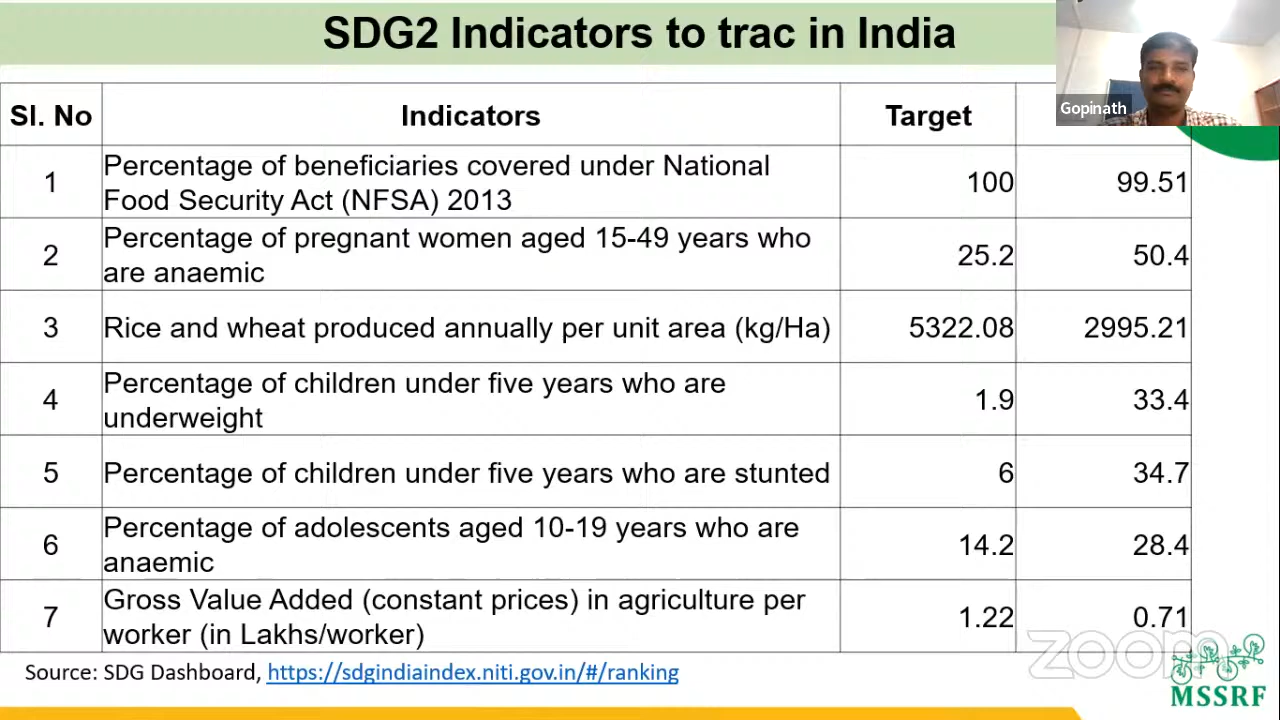 SDG2 Indicators to trac in India
Gopinath
Sl. No Indicators Target
1 Percentage of beneficiaries covered under National Food Security Act (NFSA) 2013 100 99.51
2 Percentage of pregnant women aged 15-49 years who are anaemic 25.2 50.4
3 Rice and wheat produced annually per unit area (kg/Ha) 5322.08 2995.21
4 Percentage of children under five years who are underweight 1.9 33.4
5 Percentage of children under five years who are stunted 6 34.7
6 Percentage of adolescents aged 10-19 years who are anaemic 14.2 28.4
7 Gross Value Added (constant prices) in agriculture per worker (in Lakhs/worker) 1.22 0.71
Source: SDG Dashboard, https://sdgindiaindex.niti.gov.in/#/ranking
zoom
MSSRF